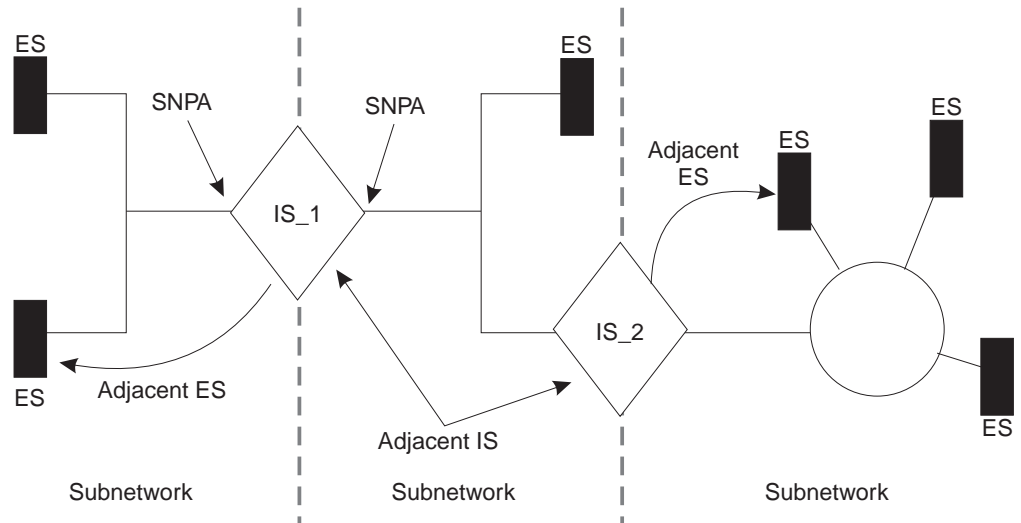 ES
ES
SNPA
SNPA
ES
ES
Adjacent
ES
IS_1
IS_2
Adjacent ES
ES
Adjacent IS
ES
Subnetwork
Subnetwork
Subnetwork